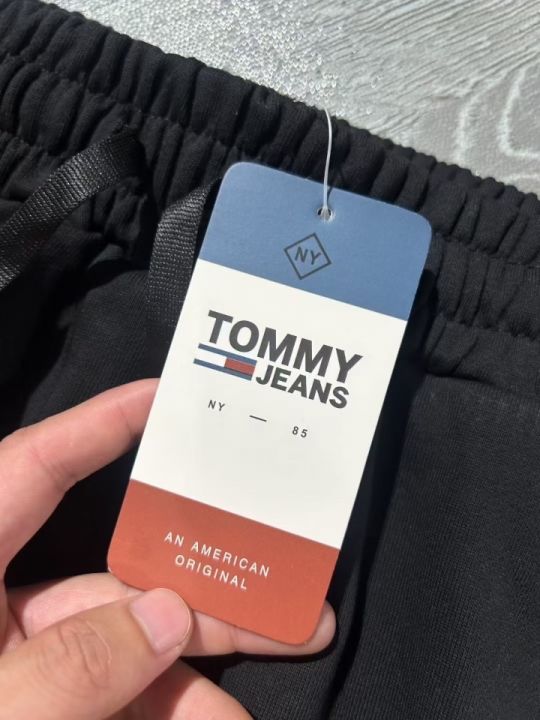 NY
TOMMY
JEANS
NY — 85
AN AMERICAN
ORIGINAL